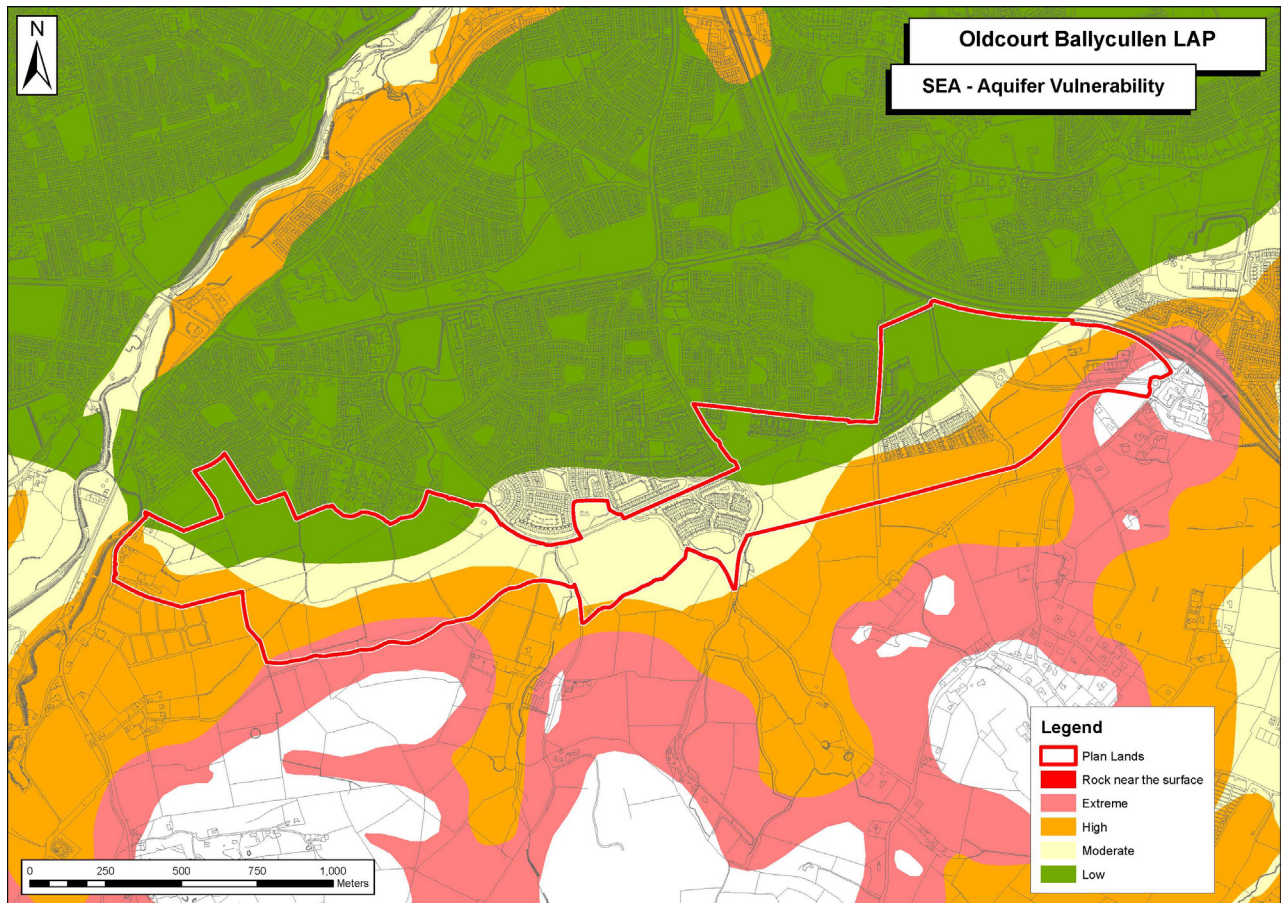 N
Oldcourt Ballycullen LAP
SEA - Aquifer Vulnerability
Legend
Plan Lands
Rock near the surface
Extreme
High
Moderate
Low
0 250 500 750 1,000
Meters